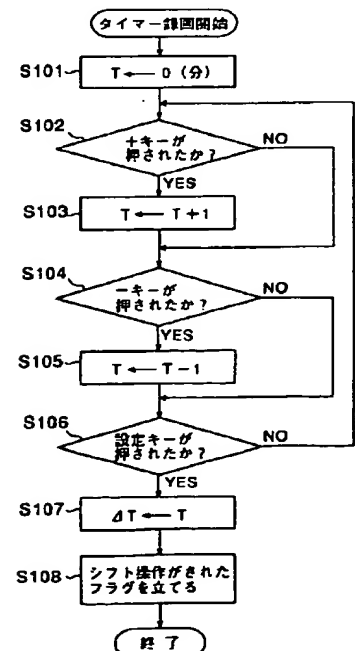 タイマー録画開始
S101
T ← 0 (分)
S102
+キーが
押されたか?
NO
YES
S103
T ← T+1
S104
−キーが
押されたか?
NO
YES
S105
T ← T−1
S106
設定キーが
押されたか?
NO
YES
S107
ΔT ← T
S108
シフト操作がされた
フラグを立てる
終了